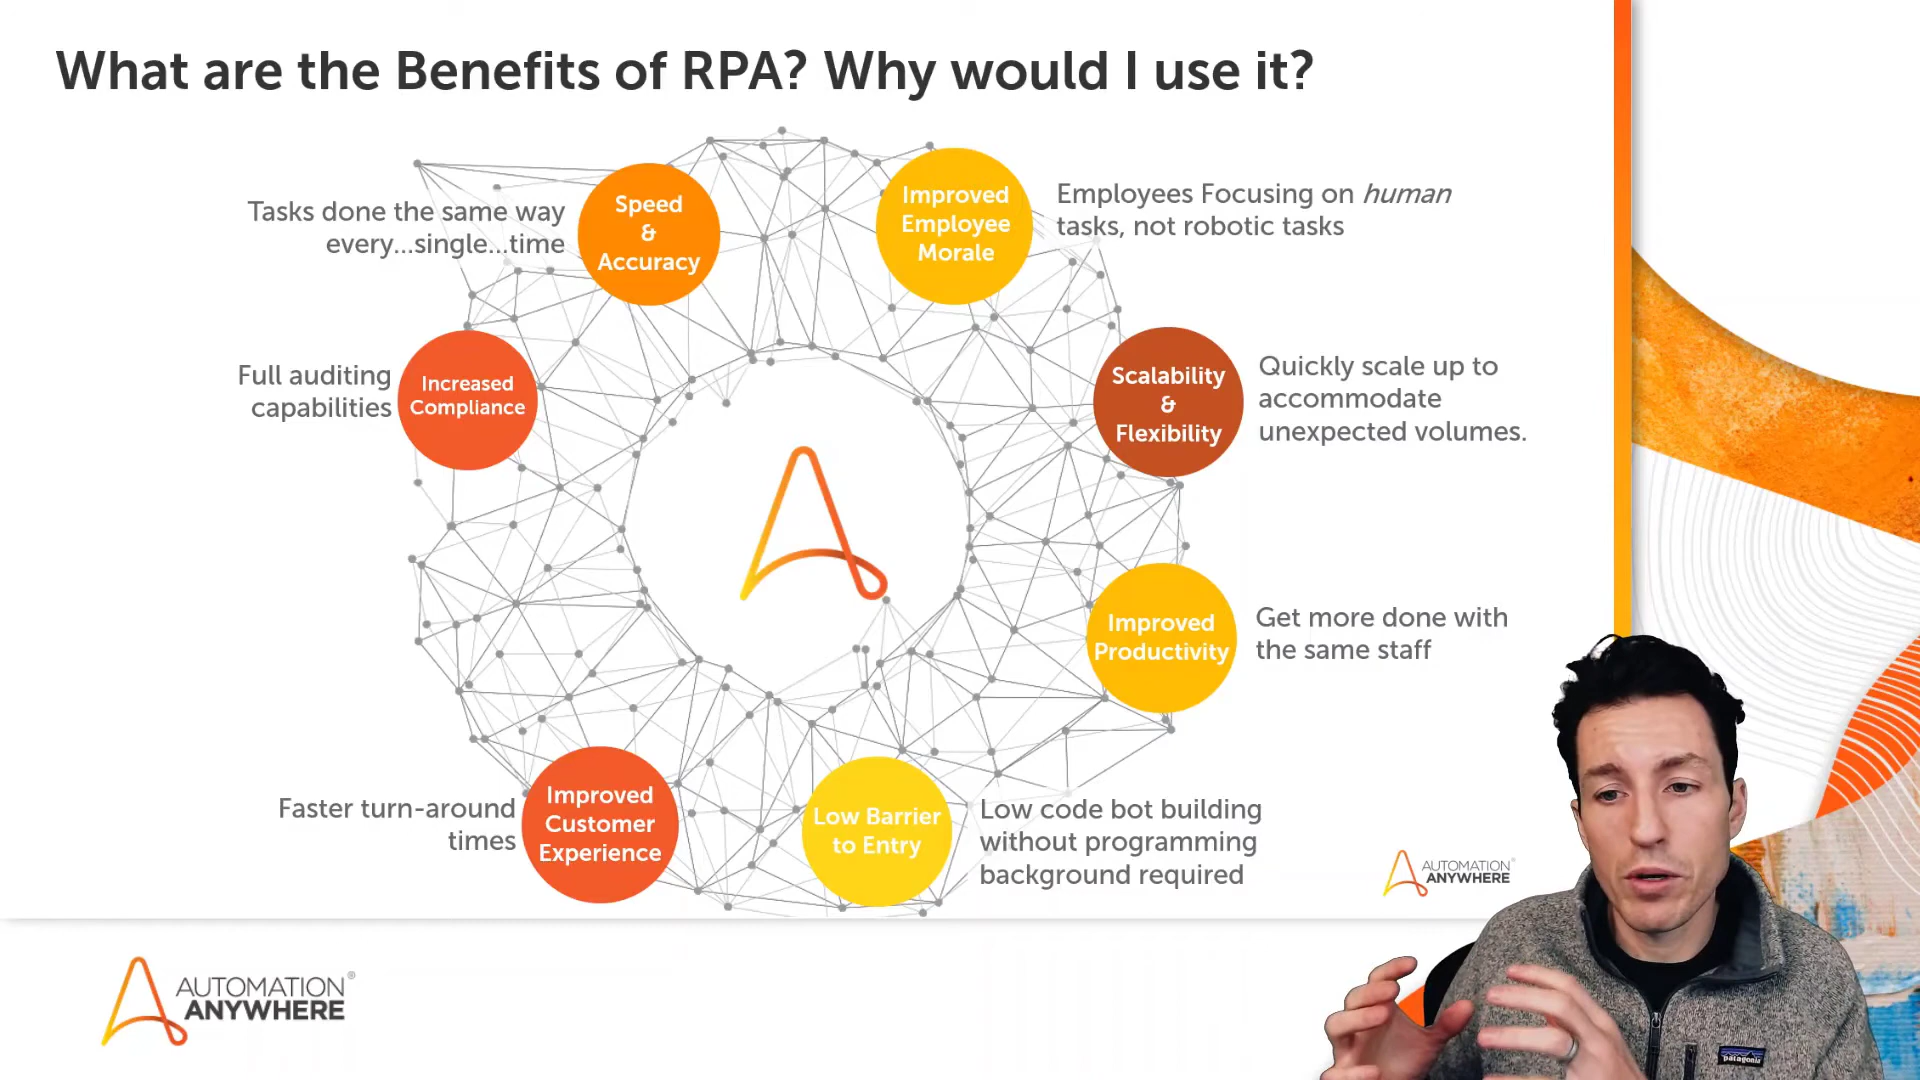 What are the Benefits of RPA? Why would I use it?
Tasks done the same way
every...single...time
Speed
&
Accuracy
Improved
Employee
Morale
Employees Focusing on human
tasks, not robotic tasks
Full auditing
capabilities
Increased
Compliance
Scalability
&
Flexibility
Quickly scale up to
accommodate
unexpected volumes.
Improved
Productivity
Get more done with
the same staff
Faster turn-around
times
Improved
Customer
Experience
Low Barrier
to Entry
Low code bot building
without programming
background required
AUTOMATION
ANYWHERE
AUTOMATION®
ANYWHERE
patagonia